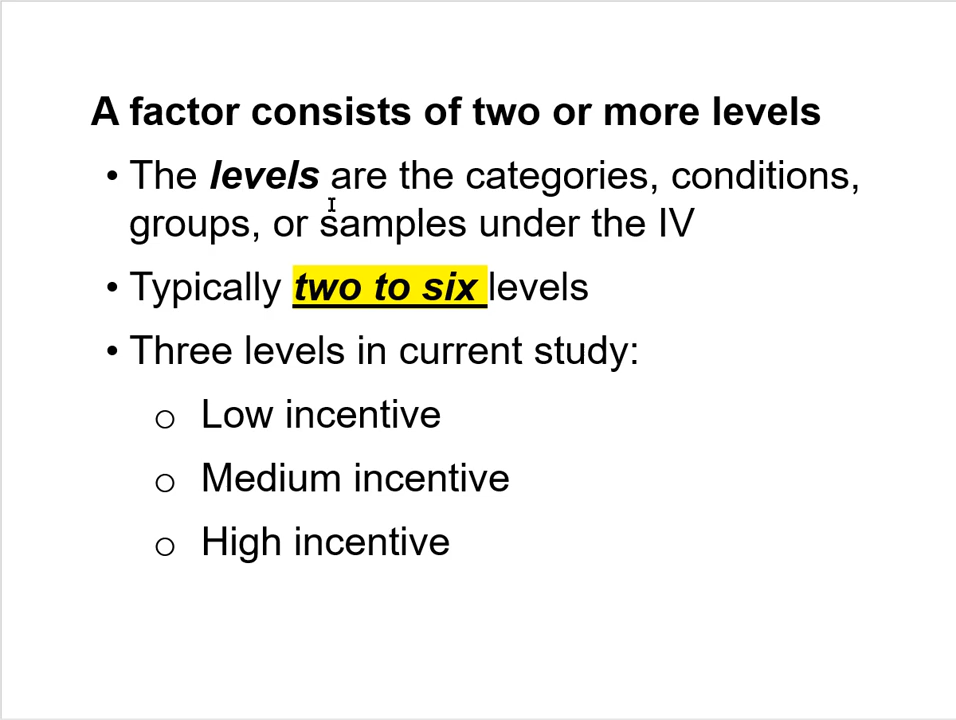 A factor consists of two or more levels
• The levels are the categories, conditions,
groups, or samples under the IV
• Typically two to six levels
• Three levels in current study:
o Low incentive
o Medium incentive
o High incentive